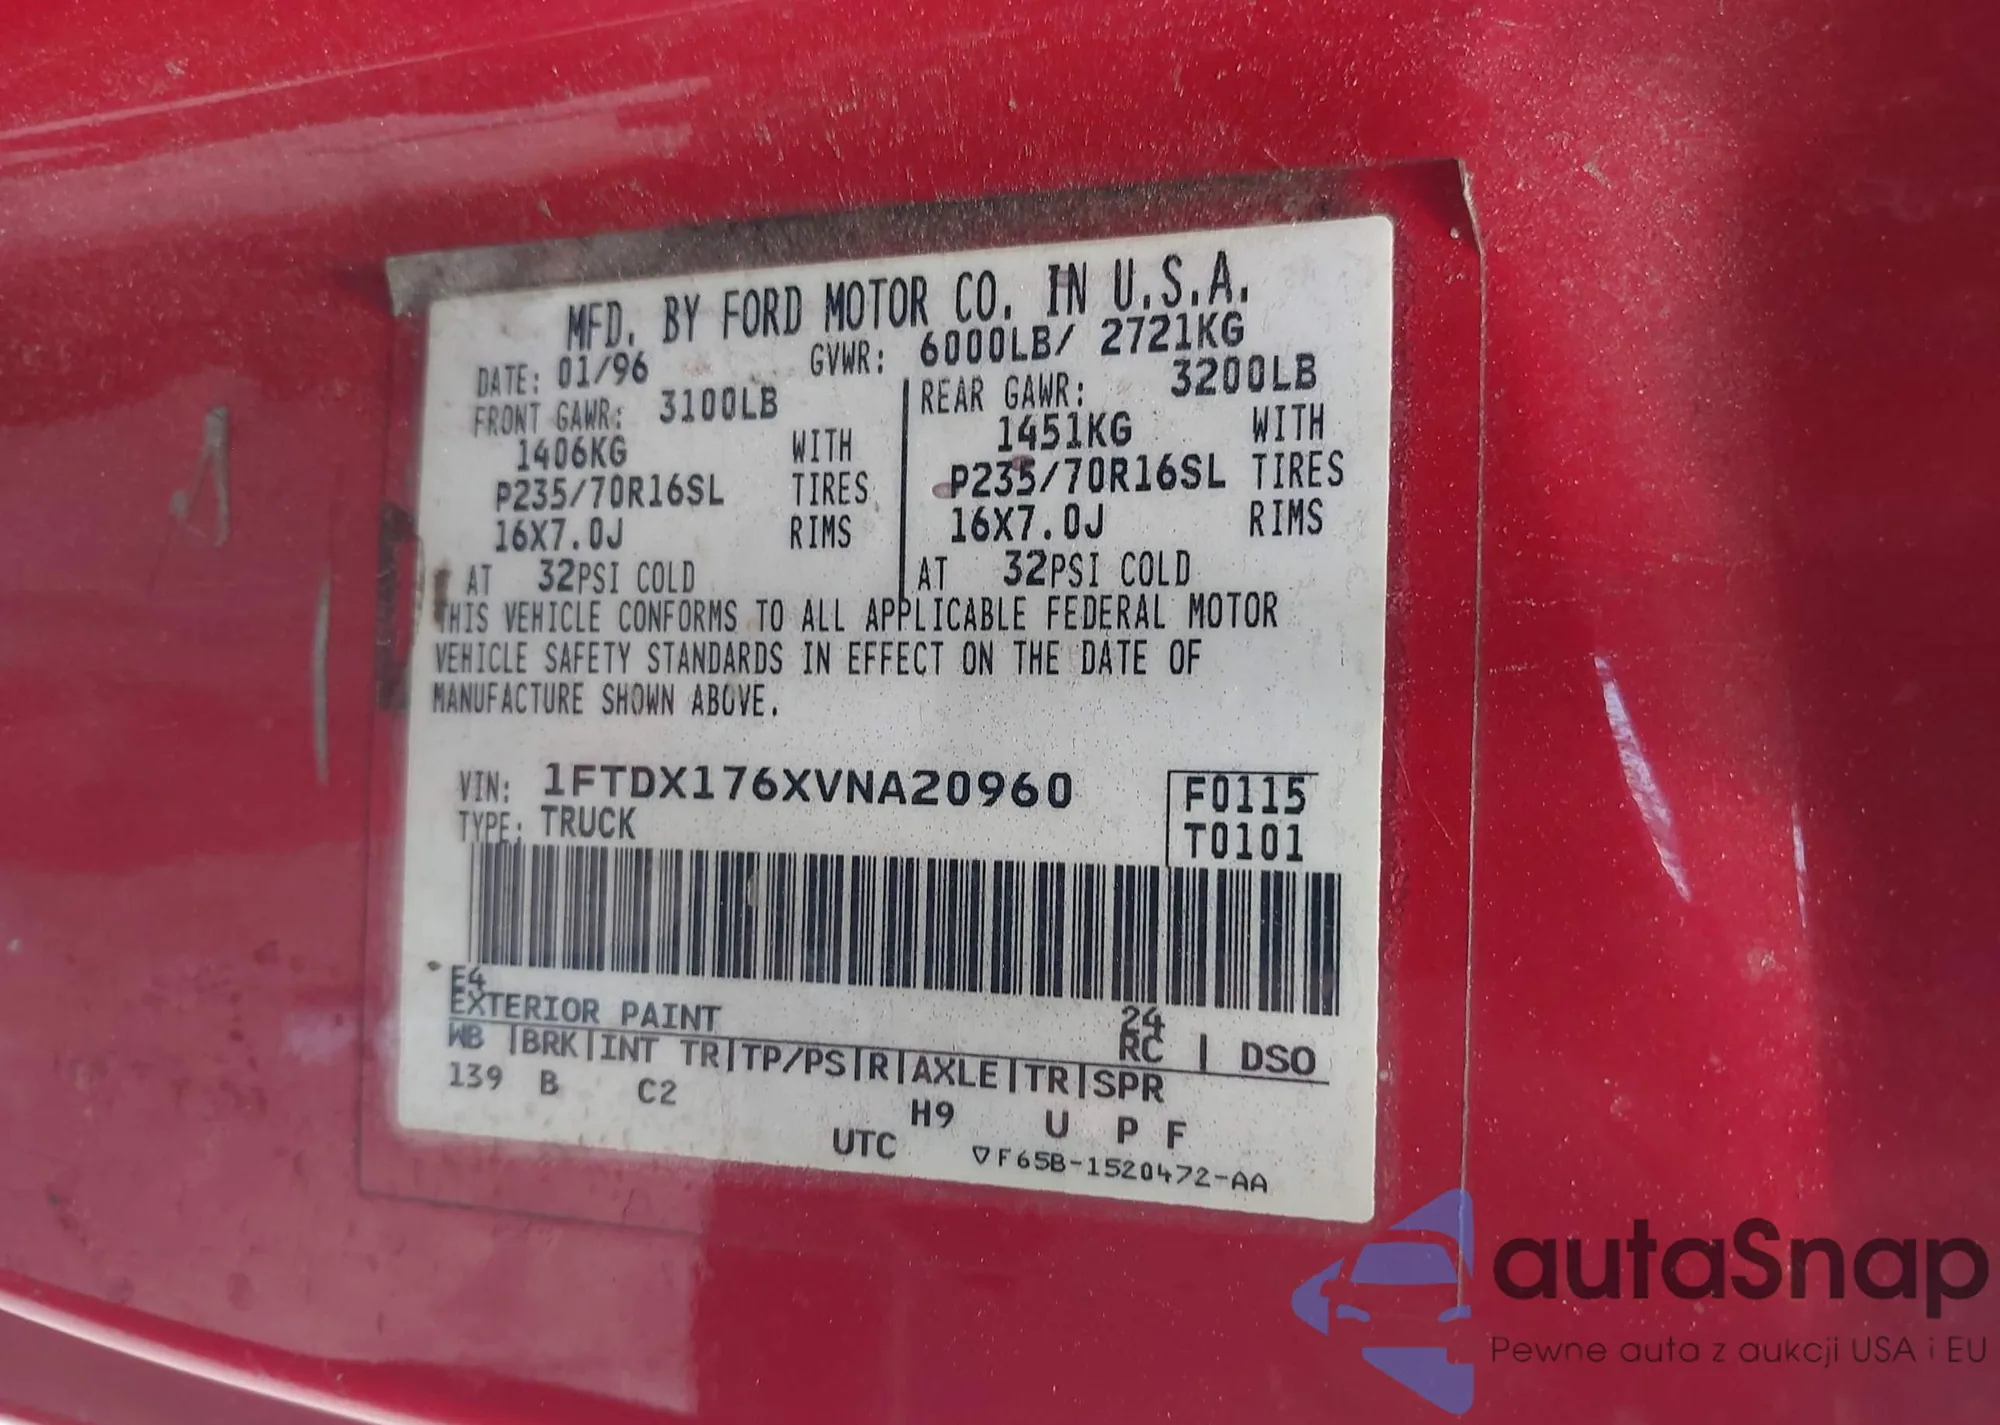 MFD. BY FORD MOTOR CO. IN U.S.A.
DATE: 01/96 GVWR: 6000LB/ 2721KG
FRONT GAWR: 3100LB REAR GAWR: 3200LB
1406KG WITH 1451KG WITH
P235/70R16SL TIRES P235/70R16SL TIRES
16X7.0J RIMS 16X7.0J RIMS
AT 32PSI COLD AT 32PSI COLD
THIS VEHICLE CONFORMS TO ALL APPLICABLE FEDERAL MOTOR
VEHICLE SAFETY STANDARDS IN EFFECT ON THE DATE OF
MANUFACTURE SHOWN ABOVE.
VIN: 1FTDX176XVNA20960 F0115
TYPE: TRUCK T0101
E4 24
EXTERIOR PAINT RC | DSO
WB |BRK|INT TR|TP/PS|R|AXLE|TR|SPR
139 B C2 H9 U P F
UTC ▽F65B-1520472-AA
autaSnap
Pewne auta z aukcji USA i EU